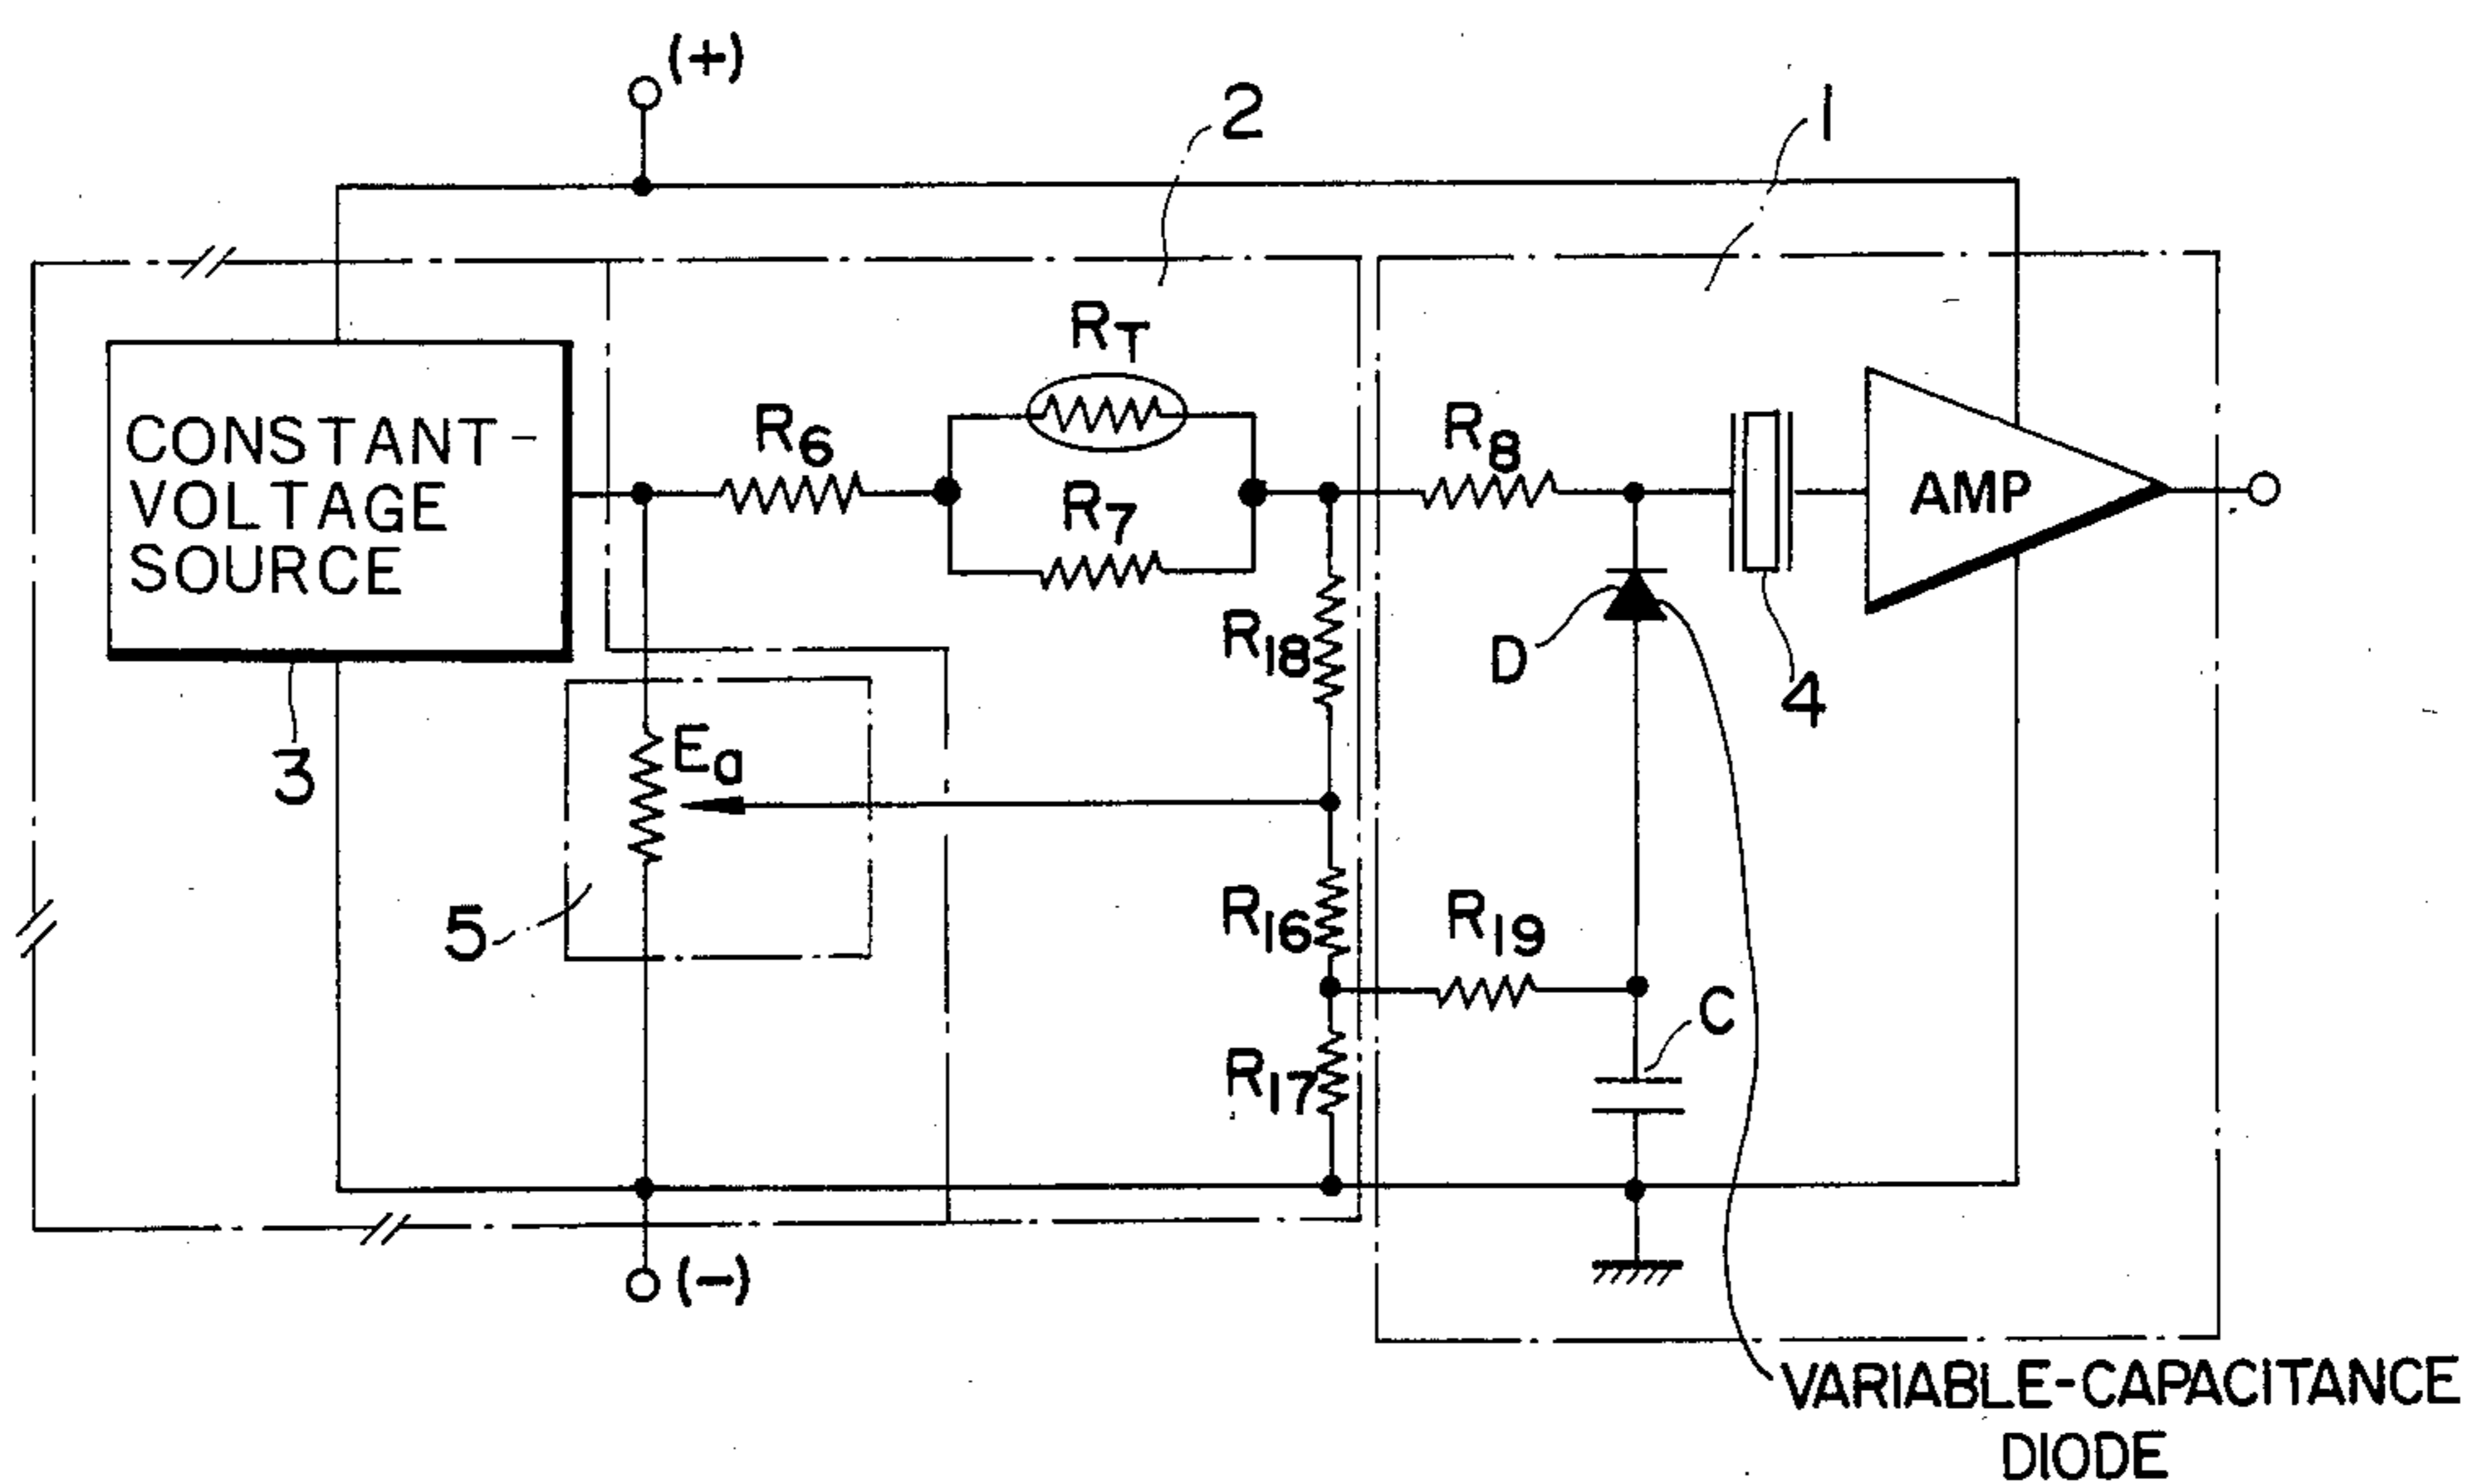 (+)
2
1
CONSTANT-
VOLTAGE
SOURCE
RT
R6
R7
R8
AMP
R18
D
4
3
Ea
5
R16
R19
C
R17
(−)
VARIABLE-CAPACITANCE
DIODE